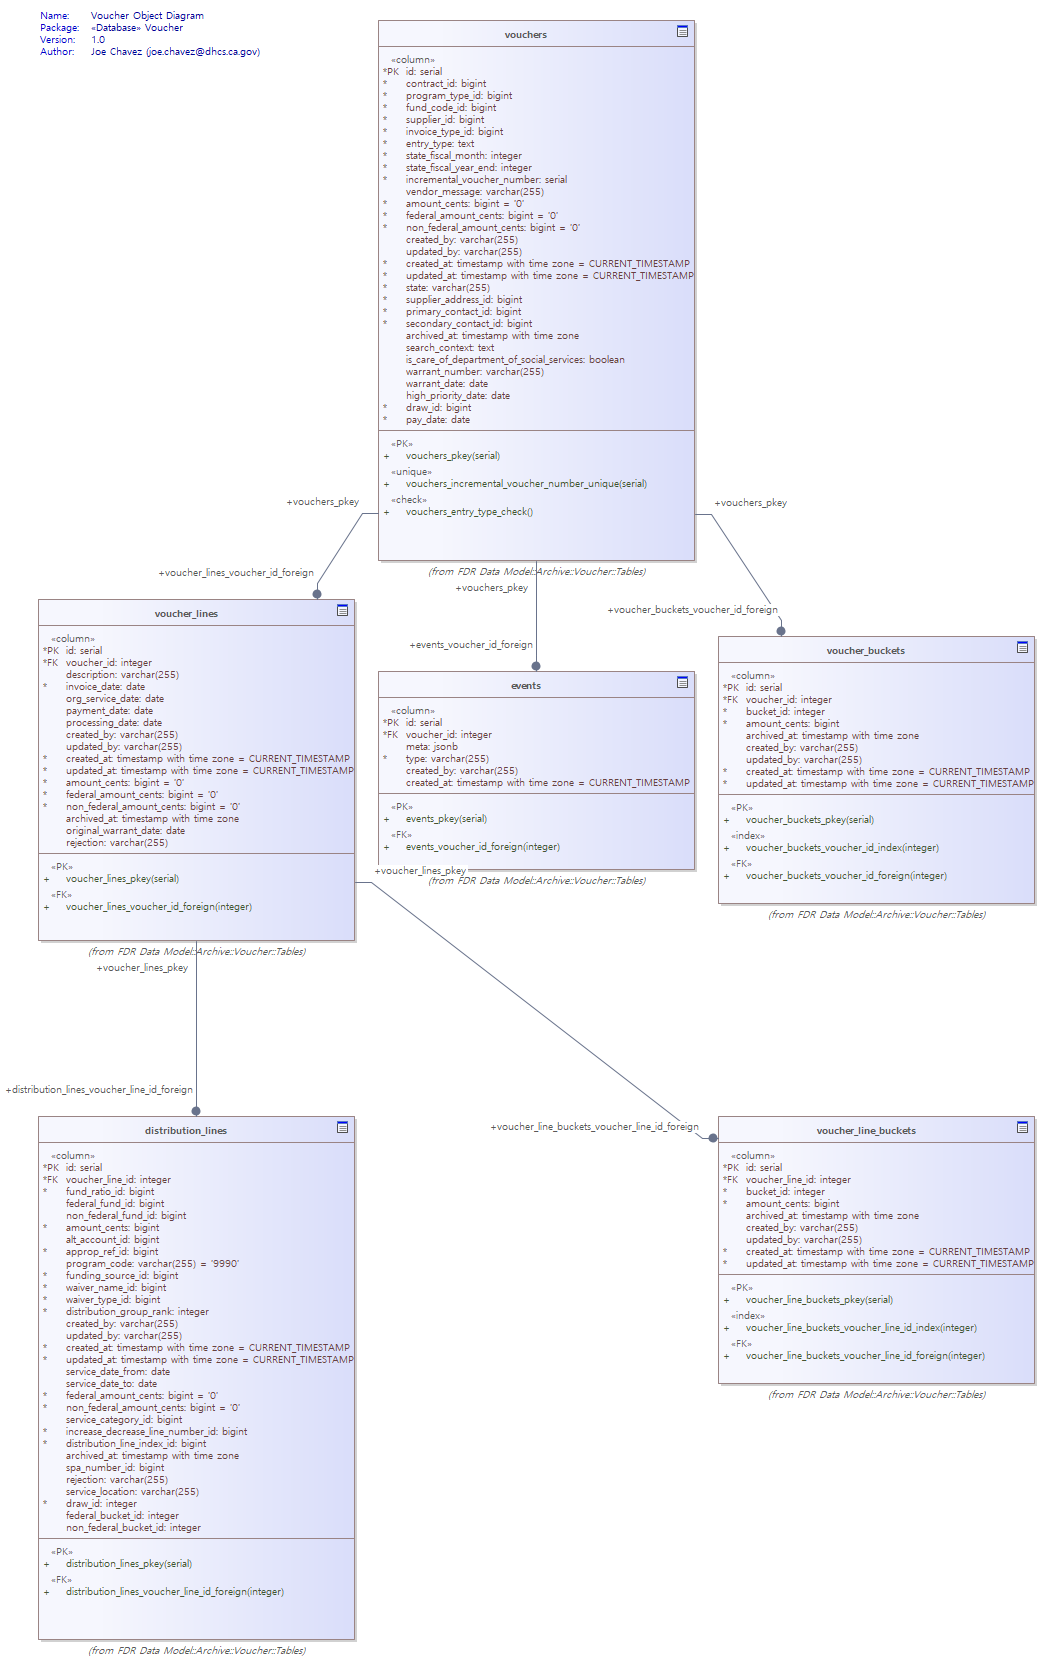 Name: Voucher Object Diagram
Package: «Database» Voucher
Version: 1.0
Author: Joe Chavez (joe.chavez@dhcs.ca.gov)
vouchers
«column»
*PK id: serial
* contract_id: bigint
* program_type_id: bigint
* fund_code_id: bigint
* supplier_id: bigint
* invoice_type_id: bigint
* entry_type: text
* state_fiscal_month: integer
* state_fiscal_year_end: integer
* incremental_voucher_number: serial
vendor_message: varchar(255)
* amount_cents: bigint = '0'
* federal_amount_cents: bigint = '0'
* non_federal_amount_cents: bigint = '0'
created_by: varchar(255)
updated_by: varchar(255)
* created_at: timestamp with time zone = CURRENT_TIMESTAMP
* updated_at: timestamp with time zone = CURRENT_TIMESTAMP
* state: varchar(255)
* supplier_address_id: bigint
* primary_contact_id: bigint
* secondary_contact_id: bigint
archived_at: timestamp with time zone
search_context: text
is_care_of_department_of_social_services: boolean
warrant_number: varchar(255)
warrant_date: date
high_priority_date: date
* draw_id: bigint
* pay_date: date
«PK»
+ vouchers_pkey(serial)
«unique»
+ vouchers_incremental_voucher_number_unique(serial)
«check»
+ vouchers_entry_type_check()
(from FDR Data Model::Archive::Voucher::Tables)
+vouchers_pkey
+voucher_lines_voucher_id_foreign
+vouchers_pkey
+events_voucher_id_foreign
+vouchers_pkey
+voucher_buckets_voucher_id_foreign
voucher_lines
«column»
*PK id: serial
*FK voucher_id: integer
description: varchar(255)
* invoice_date: date
org_service_date: date
payment_date: date
processing_date: date
created_by: varchar(255)
updated_by: varchar(255)
* created_at: timestamp with time zone = CURRENT_TIMESTAMP
* updated_at: timestamp with time zone = CURRENT_TIMESTAMP
* amount_cents: bigint = '0'
* federal_amount_cents: bigint = '0'
* non_federal_amount_cents: bigint = '0'
archived_at: timestamp with time zone
original_warrant_date: date
rejection: varchar(255)
«PK»
+ voucher_lines_pkey(serial)
«FK»
+ voucher_lines_voucher_id_foreign(integer)
(from FDR Data Model::Archive::Voucher::Tables)
events
«column»
*PK id: serial
*FK voucher_id: integer
meta: jsonb
* type: varchar(255)
created_by: varchar(255)
created_at: timestamp with time zone = CURRENT_TIMESTAMP
«PK»
+ events_pkey(serial)
«FK»
+ events_voucher_id_foreign(integer)
(from FDR Data Model::Archive::Voucher::Tables)
voucher_buckets
«column»
*PK id: serial
*FK voucher_id: integer
* bucket_id: integer
* amount_cents: bigint
archived_at: timestamp with time zone
created_by: varchar(255)
updated_by: varchar(255)
* created_at: timestamp with time zone = CURRENT_TIMESTAMP
* updated_at: timestamp with time zone = CURRENT_TIMESTAMP
«PK»
+ voucher_buckets_pkey(serial)
«index»
+ voucher_buckets_voucher_id_index(integer)
«FK»
+ voucher_buckets_voucher_id_foreign(integer)
(from FDR Data Model::Archive::Voucher::Tables)
+voucher_lines_pkey
+voucher_line_buckets_voucher_line_id_foreign
+voucher_lines_pkey
+distribution_lines_voucher_line_id_foreign
distribution_lines
«column»
*PK id: serial
*FK voucher_line_id: integer
* fund_ratio_id: bigint
federal_fund_id: bigint
non_federal_fund_id: bigint
* amount_cents: bigint
alt_account_id: bigint
* approp_ref_id: bigint
program_code: varchar(255) = '9990'
* funding_source_id: bigint
* waiver_name_id: bigint
* waiver_type_id: bigint
* distribution_group_rank: integer
created_by: varchar(255)
updated_by: varchar(255)
* created_at: timestamp with time zone = CURRENT_TIMESTAMP
* updated_at: timestamp with time zone = CURRENT_TIMESTAMP
service_date_from: date
service_date_to: date
* federal_amount_cents: bigint = '0'
* non_federal_amount_cents: bigint = '0'
service_category_id: bigint
* increase_decrease_line_number_id: bigint
* distribution_line_index_id: bigint
archived_at: timestamp with time zone
spa_number_id: bigint
rejection: varchar(255)
service_location: varchar(255)
* draw_id: integer
federal_bucket_id: integer
non_federal_bucket_id: integer
«PK»
+ distribution_lines_pkey(serial)
«FK»
+ distribution_lines_voucher_line_id_foreign(integer)
(from FDR Data Model::Archive::Voucher::Tables)
voucher_line_buckets
«column»
*PK id: serial
*FK voucher_line_id: integer
* bucket_id: integer
* amount_cents: bigint
archived_at: timestamp with time zone
created_by: varchar(255)
updated_by: varchar(255)
* created_at: timestamp with time zone = CURRENT_TIMESTAMP
* updated_at: timestamp with time zone = CURRENT_TIMESTAMP
«PK»
+ voucher_line_buckets_pkey(serial)
«index»
+ voucher_line_buckets_voucher_line_id_index(integer)
«FK»
+ voucher_line_buckets_voucher_line_id_foreign(integer)
(from FDR Data Model::Archive::Voucher::Tables)